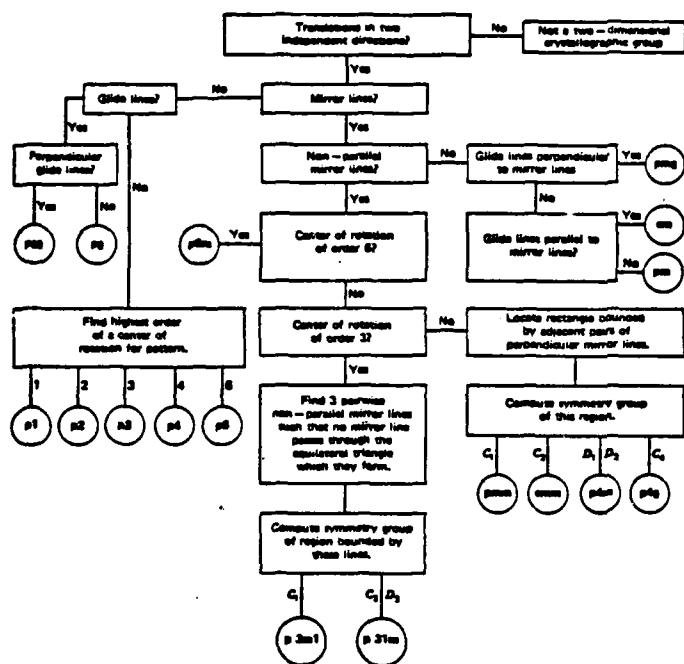 Translations in two
independent directions?
No
Not a two-dimensional
crystallographic group
Yes
Glide lines?
No
Mirror lines?
Yes
Yes
Perpendicular
glide lines?
No
Non-parallel
mirror lines?
No
Glide lines perpendicular
to mirror lines
Yes
pmg
Yes
No
Yes
No
pgg
pg
p6m
Yes
Center of rotation
of order 6?
Glide lines parallel to
mirror lines?
Yes
cm
No
pm
No
Find highest order
of a center of
rotation for pattern.
Center of rotation
of order 3?
No
Locate rectangle bounded
by adjacent pairs of
perpendicular mirror lines.
1
2
3
4
6
Yes
p1
p2
p3
p4
p6
Find 3 pairwise
non-parallel mirror lines
such that no mirror line
passes through the
equilateral triangle
which they form.
Compute symmetry group
of this region.
C₁
C₂
D₁
D₂
C₄
pmm
cmm
p4m
p4g
Compute symmetry group
of region bounded by
these lines.
C₁
C₃
D₃
p 3m1
p 31m